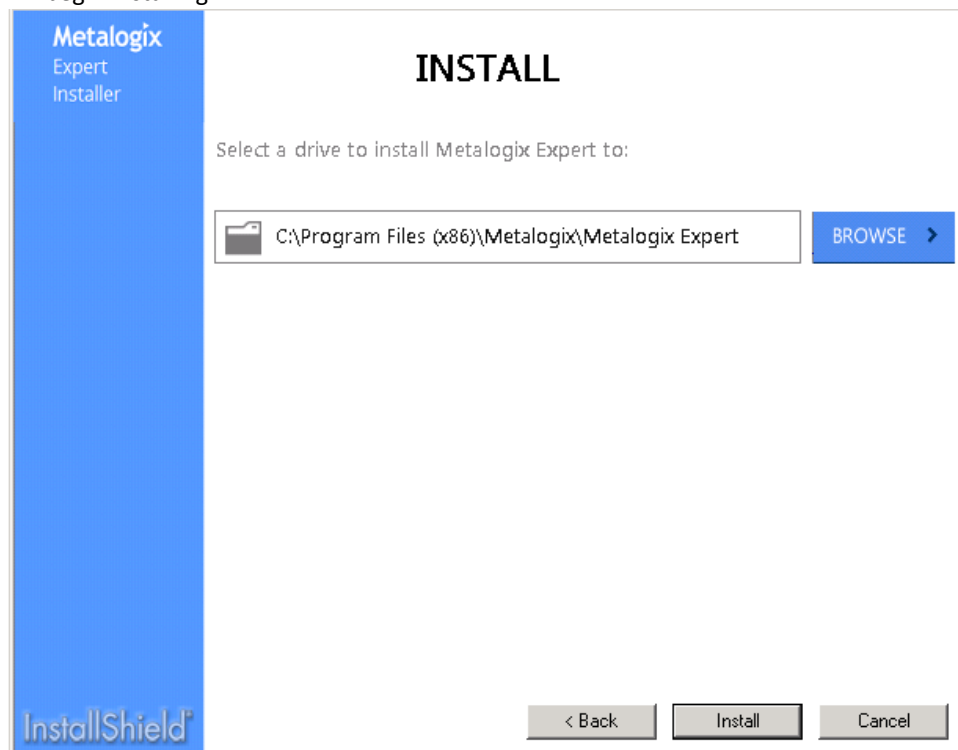 Metalogix
Expert
Installer
INSTALL
Select a drive to install Metalogix Expert to:
C:\Program Files (x86)\Metalogix\Metalogix Expert
BROWSE >
InstallShield®
< Back
Install
Cancel